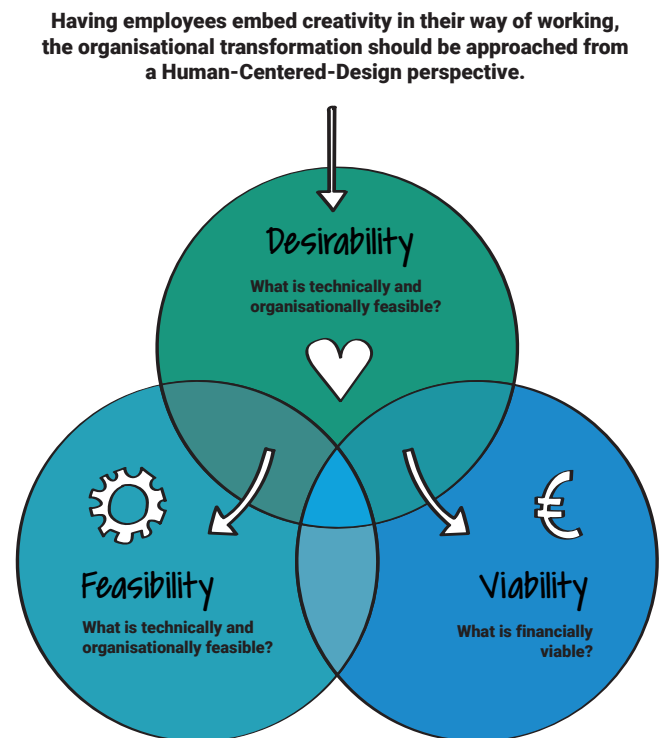 Having employees embed creativity in their way of working,
the organisational transformation should be approached from
a Human-Centered-Design perspective.
Desirability
What is technically and
organisationally feasible?
Feasibility
What is technically and
organisationally feasible?
Viability
What is financially
viable?